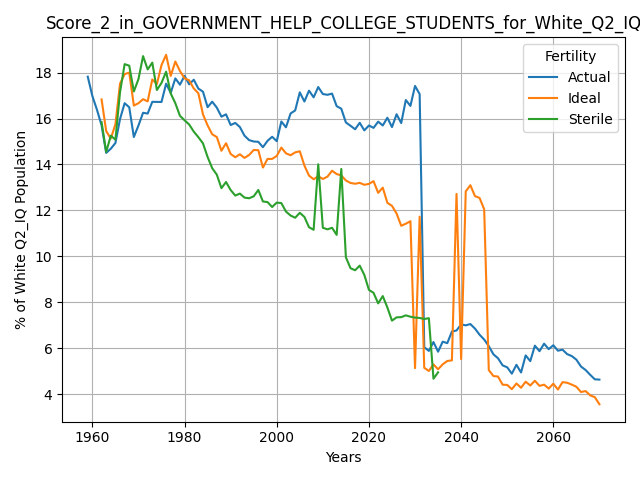 Score_2_in_GOVERNMENT_HELP_COLLEGE_STUDENTS_for_White_Q2_IQ
Fertility
Actual
Ideal
Sterile
% of White Q2_IQ Population
18
16
14
12
10
8
6
4
1960 1980 2000 2020 2040 2060
Years